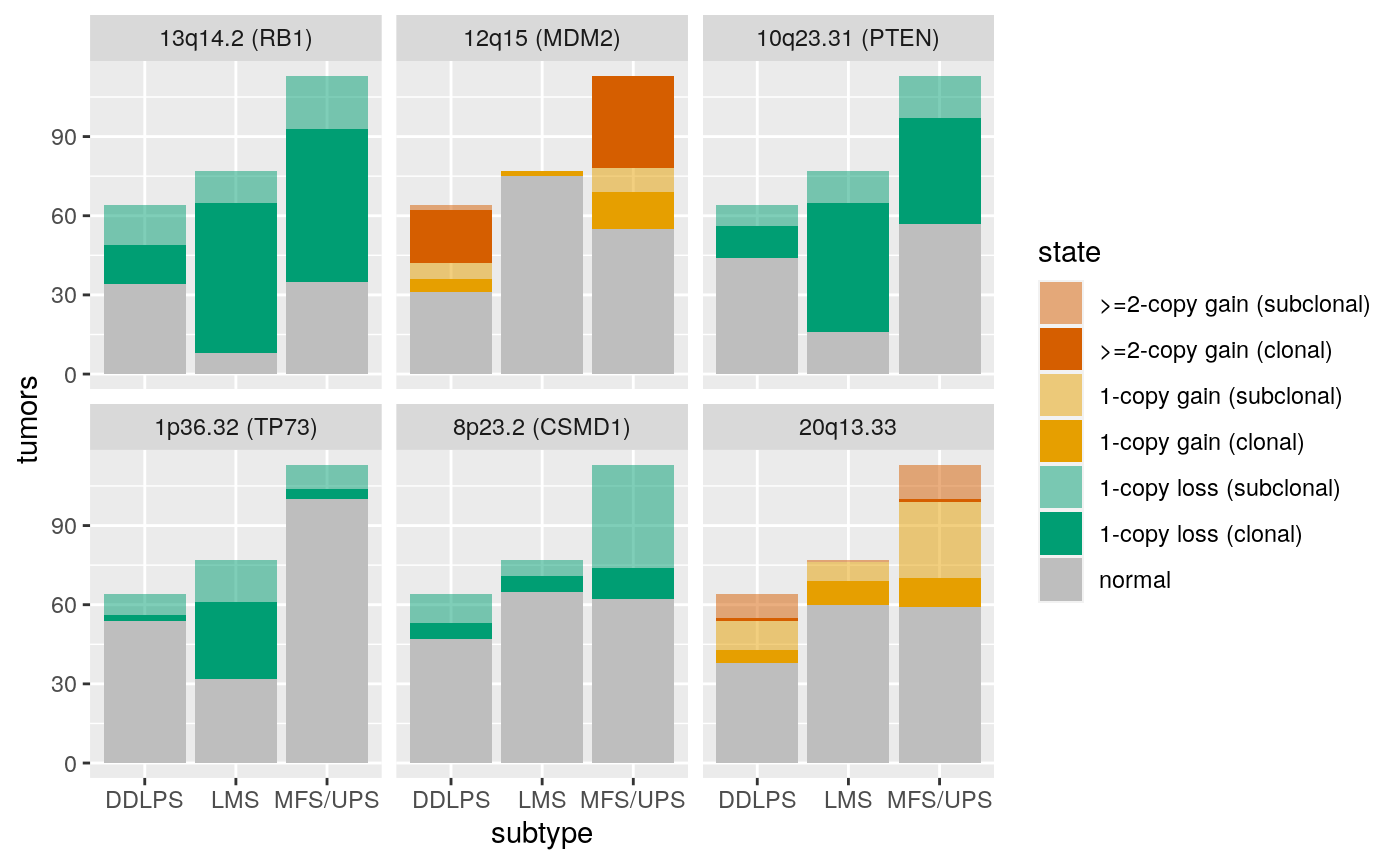 13q14.2 (RB1)
12q15 (MDM2)
10q23.31 (PTEN)
90
60
30
0
1p36.32 (TP73)
8p23.2 (CSMD1)
20q13.33
90
60
30
0
DDLPS LMS MFS/UPS
DDLPS LMS MFS/UPS
DDLPS LMS MFS/UPS
subtype
tumors
state
>=2-copy gain (subclonal)
>=2-copy gain (clonal)
1-copy gain (subclonal)
1-copy gain (clonal)
1-copy loss (subclonal)
1-copy loss (clonal)
normal